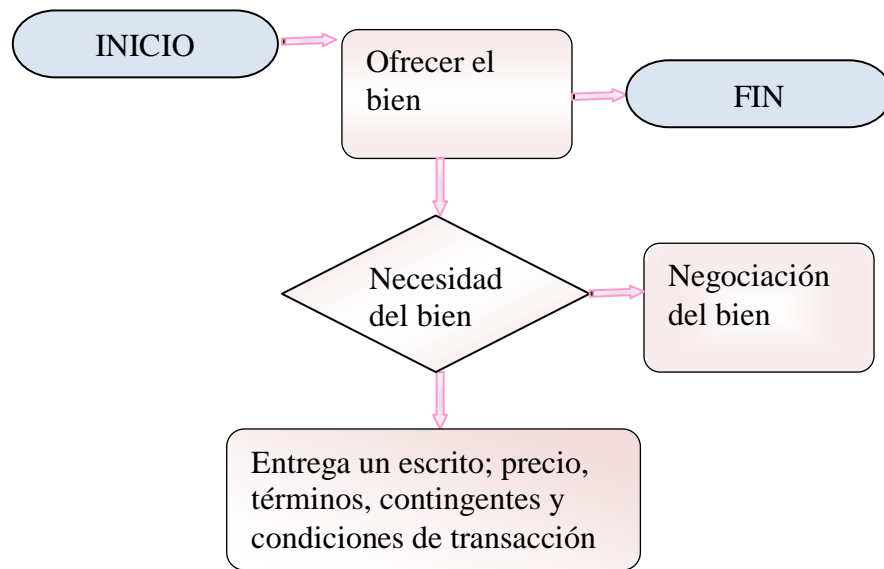 INICIO
Ofrecer el
bien
FIN
Necesidad
del bien
Negociación
del bien
Entrega un escrito; precio,
términos, contingentes y
condiciones de transacción